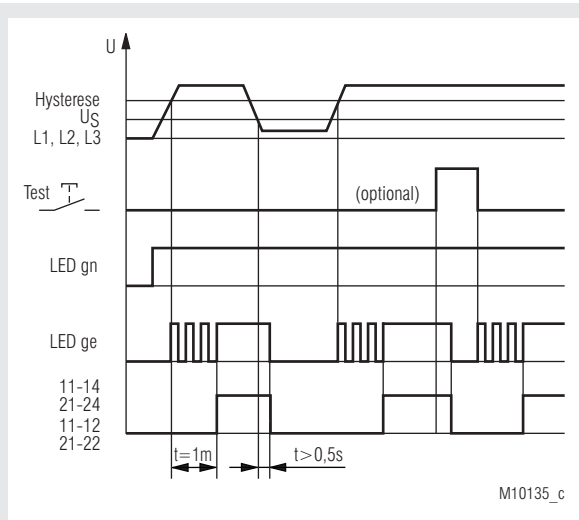 U
Hysterese
US
L1, L2, L3
Test
(optional)
LED gn
LED ge
11-14
21-24
11-12
21-22
t=1m
t>0,5s
M10135_c